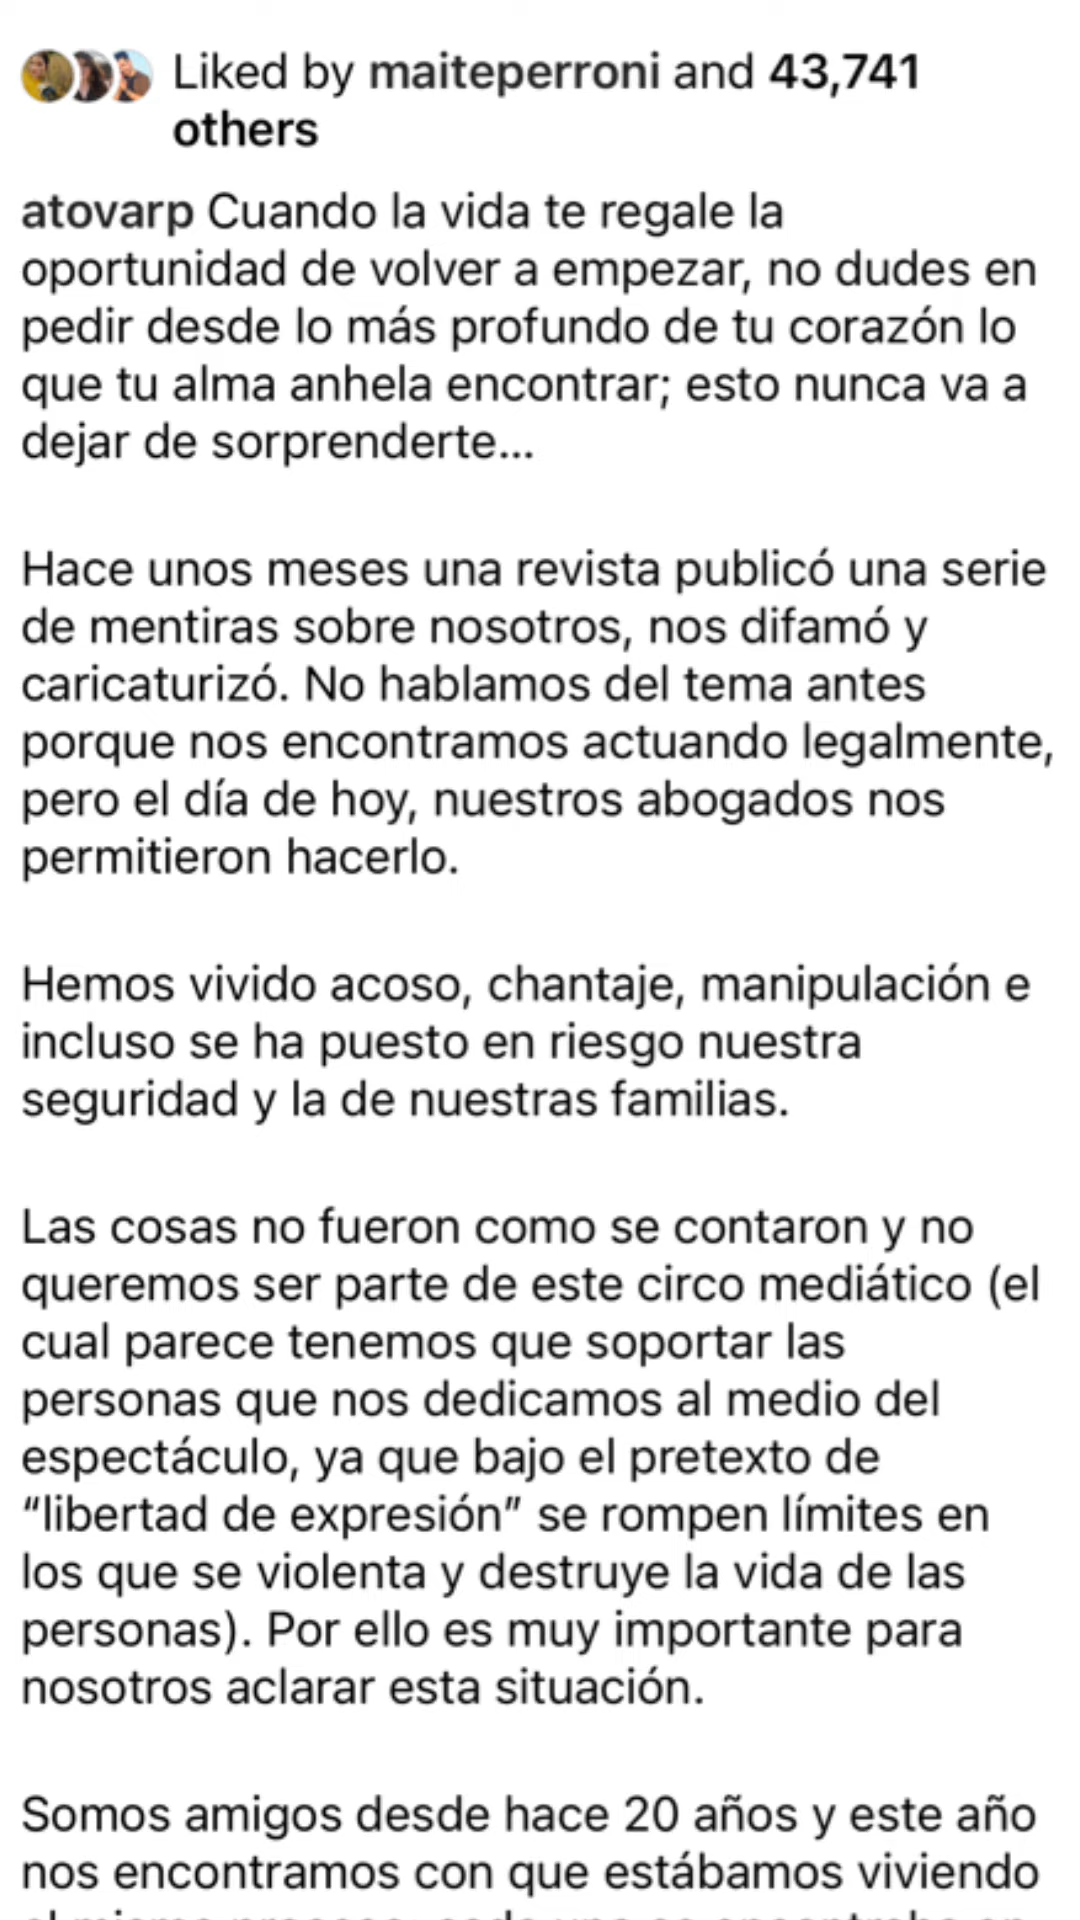 Liked by maiteperroni and 43,741
others
atovarp Cuando la vida te regale la
oportunidad de volver a empezar, no dudes en
pedir desde lo más profundo de tu corazón lo
que tu alma anhela encontrar; esto nunca va a
dejar de sorprenderte...
Hace unos meses una revista publicó una serie
de mentiras sobre nosotros, nos difamó y
caricaturizó. No hablamos del tema antes
porque nos encontramos actuando legalmente,
pero el día de hoy, nuestros abogados nos
permitieron hacerlo.
Hemos vivido acoso, chantaje, manipulación e
incluso se ha puesto en riesgo nuestra
seguridad y la de nuestras familias.
Las cosas no fueron como se contaron y no
queremos ser parte de este circo mediático (el
cual parece tenemos que soportar las
personas que nos dedicamos al medio del
espectáculo, ya que bajo el pretexto de
“libertad de expresión” se rompen límites en
los que se violenta y destruye la vida de las
personas). Por ello es muy importante para
nosotros aclarar esta situación.
Somos amigos desde hace 20 años y este año
nos encontramos con que estábamos viviendo